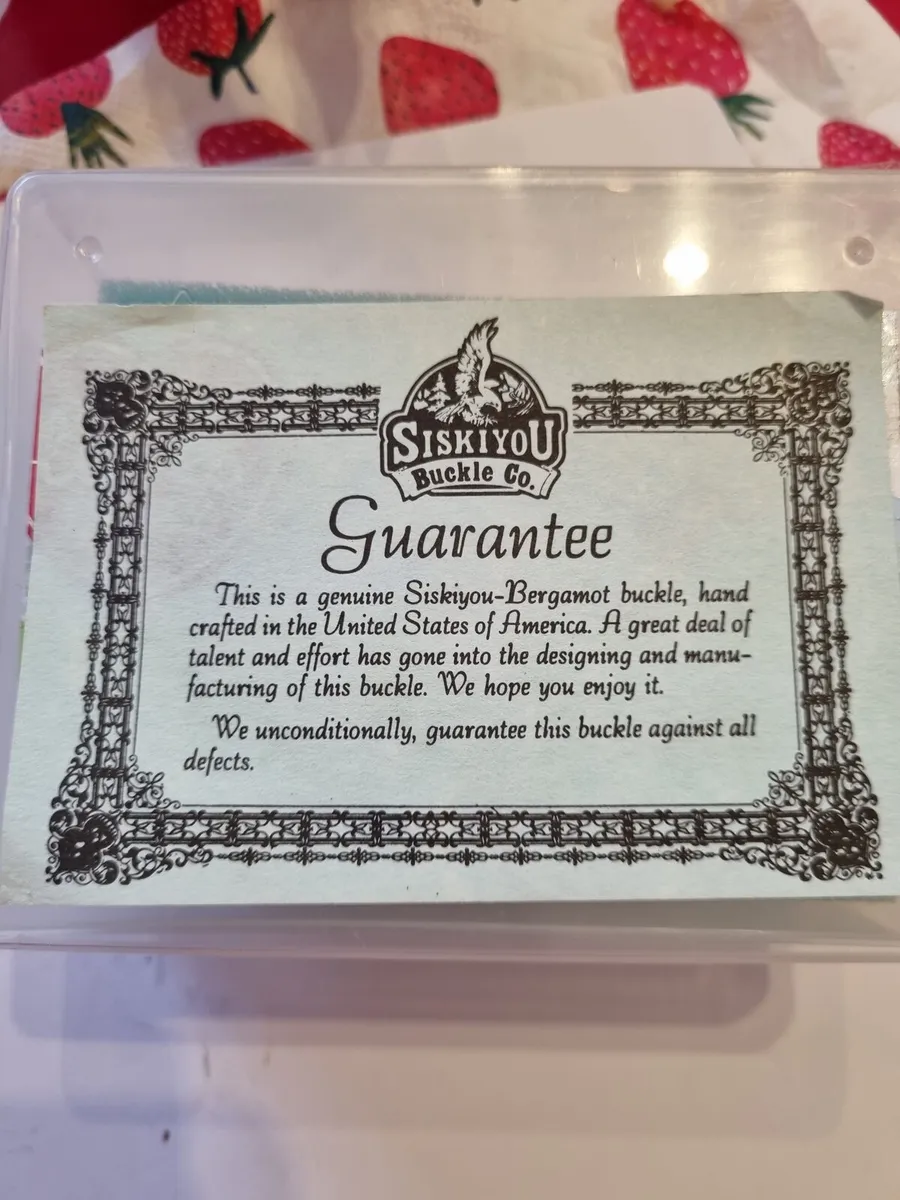 SISKIYOU
Buckle Co.
Guarantee
This is a genuine Siskiyou-Bergamot buckle, hand
crafted in the United States of America. A great deal of
talent and effort has gone into the designing and manu-
facturing of this buckle. We hope you enjoy it.
We unconditionally, guarantee this buckle against all
defects.